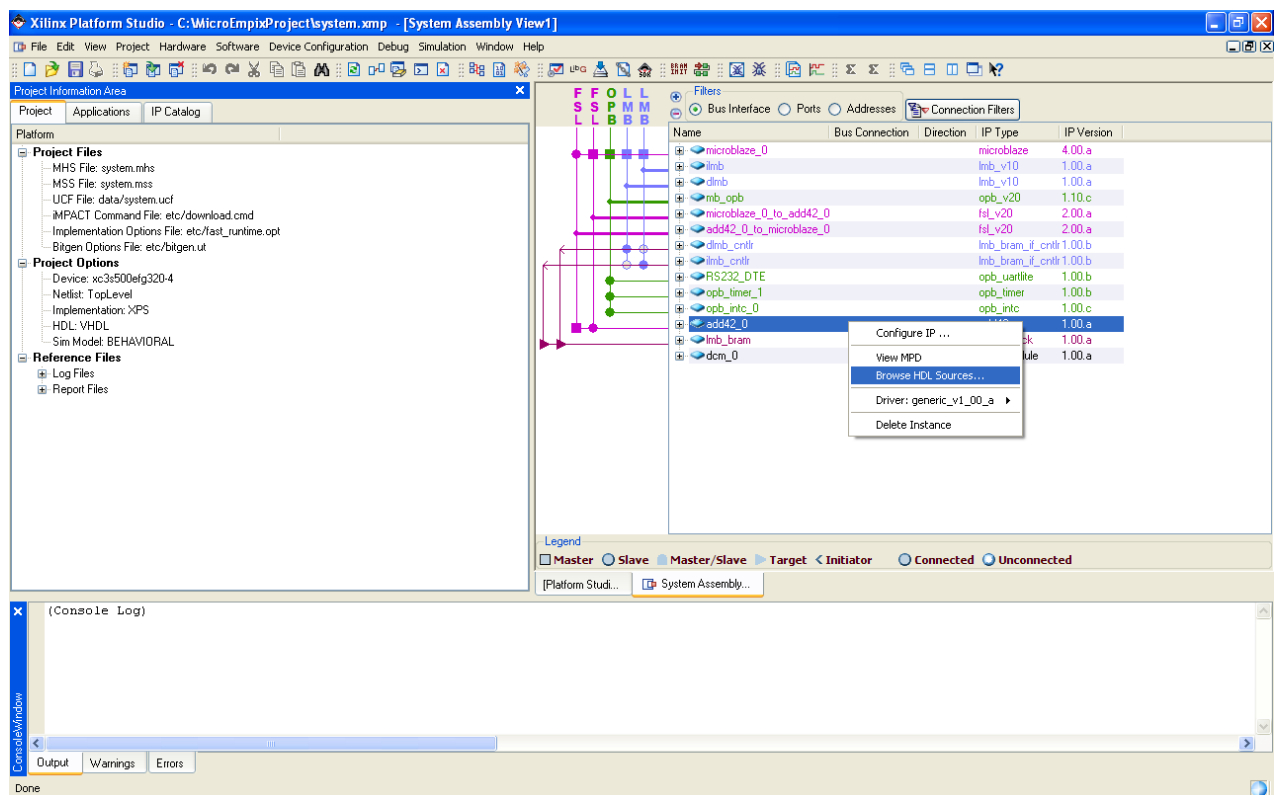 Xilinx Platform Studio - C:\MicroEmpixProject\system.xmp - [System Assembly View1]
File Edit View Project Hardware Software Device Configuration Debug Simulation Window Help
Project Information Area
Project Applications IP Catalog
Platform
Project Files
MHS File: system.mhs
MSS File: system.mss
UCF File: data/system.ucf
iMPACT Command File: etc/download.cmd
Implementation Options File: etc/fast_runtime.opt
Bitgen Options File: etc/bitgen.ut
Project Options
Device: xc3s500efg320-4
Netlist: TopLevel
Implementation: XPS
HDL: VHDL
Sim Model: BEHAVIORAL
Reference Files
Log Files
Report Files
F F O L L
S S P M M
L L B B B
Filters
Bus Interface Ports Addresses Connection Filters
Name Bus Connection Direction IP Type IP Version
microblaze_0 microblaze 4.00.a
ilmb lmb_v10 1.00.a
dlmb lmb_v10 1.00.a
mb_opb opb_v20 1.10.c
microblaze_0_to_add42_0 fsl_v20 2.00.a
add42_0_to_microblaze_0 fsl_v20 2.00.a
dlmb_cntlr lmb_bram_if_cntlr 1.00.b
ilmb_cntlr lmb_bram_if_cntlr 1.00.b
RS232_DTE opb_uartlite 1.00.b
opb_timer_1 opb_timer 1.00.b
opb_intc_0 opb_intc 1.00.c
add42_0 1.00.a
lmb_bram ck 1.00.a
dcm_0 dule 1.00.a
Configure IP ...
View MPD
Browse HDL Sources...
Driver: generic_v1_00_a
Delete Instance
Legend
Master Slave Master/Slave Target Initiator Connected Unconnected
[Platform Studi... System Assembly...
(Console Log)
ConsoleWindow
Output Warnings Errors
Done